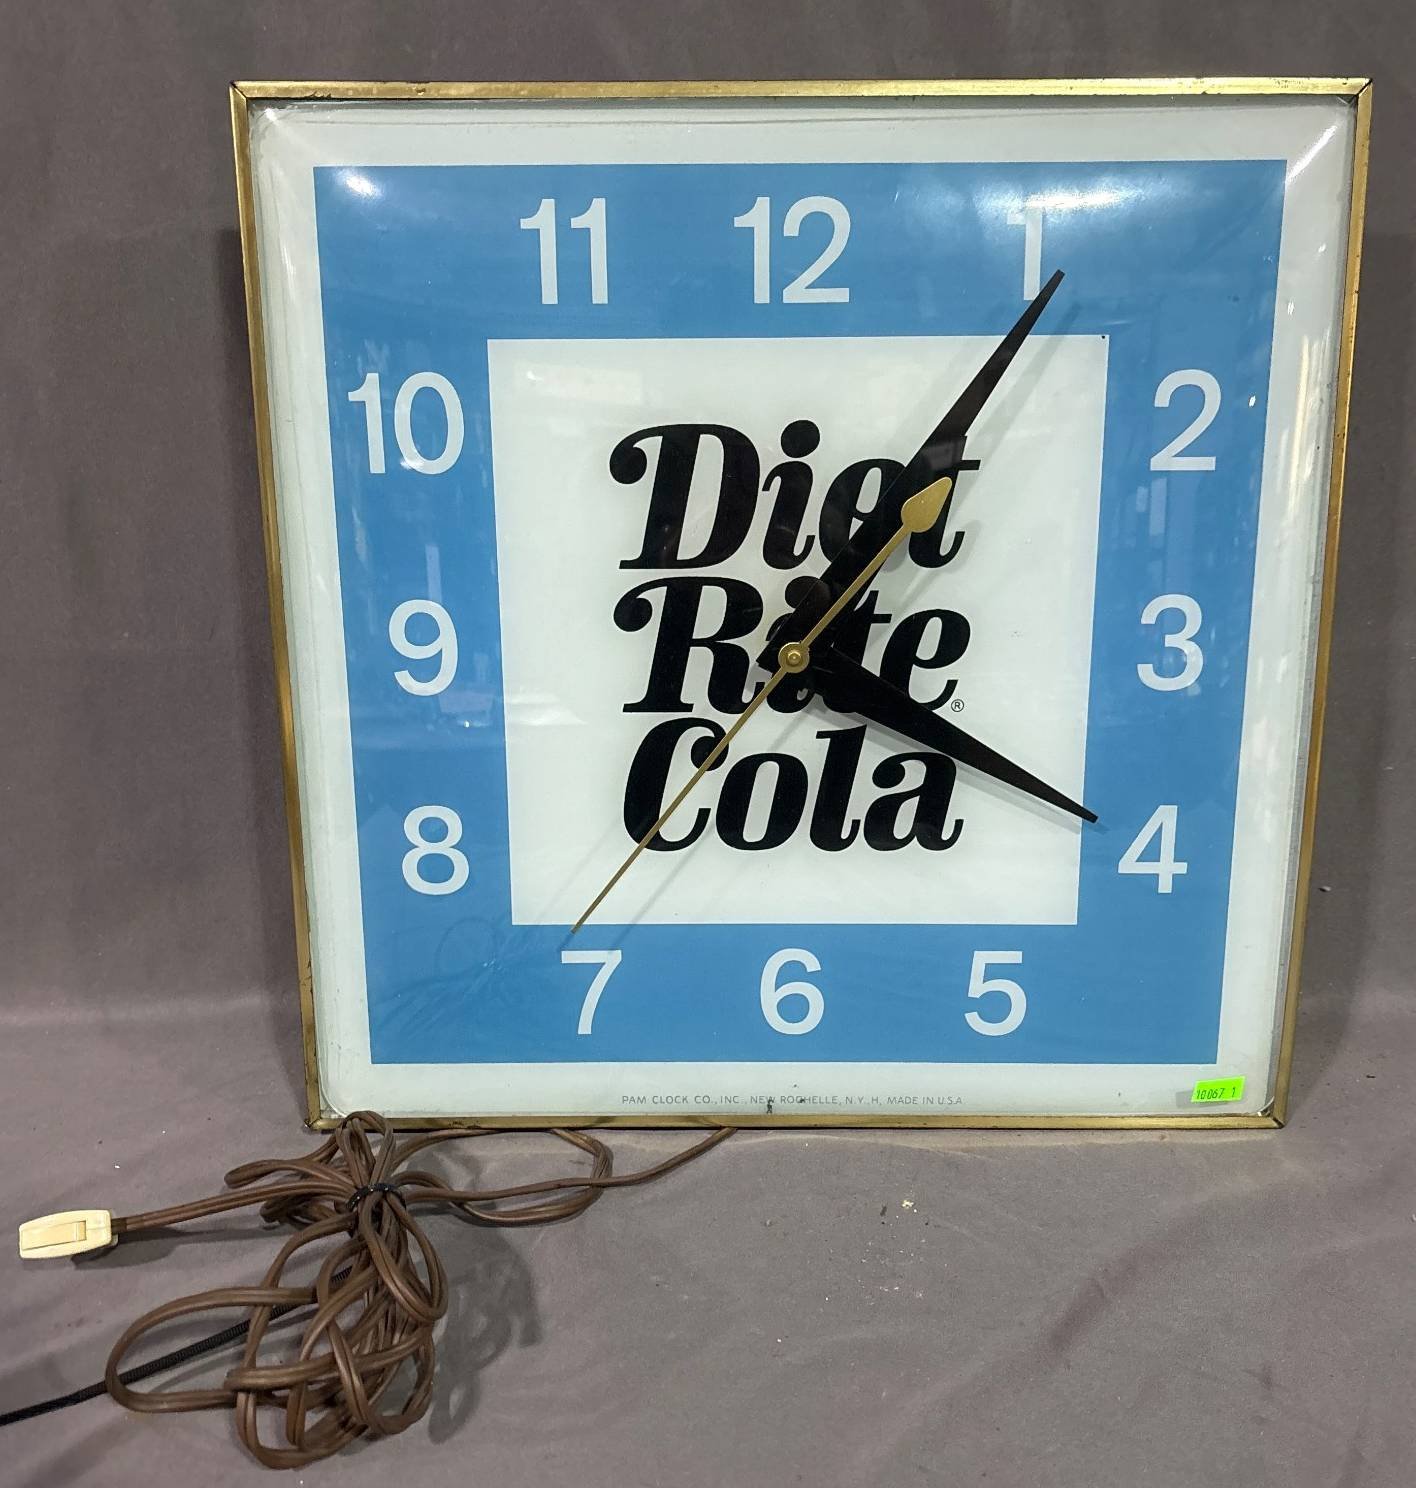 11 12 1
10 2
9 3
8 4
7 6 5
Diet
Rite
Cola®
PAM CLOCK CO., INC., NEW ROCHELLE, N.Y., H, MADE IN U.S.A.
10067 1